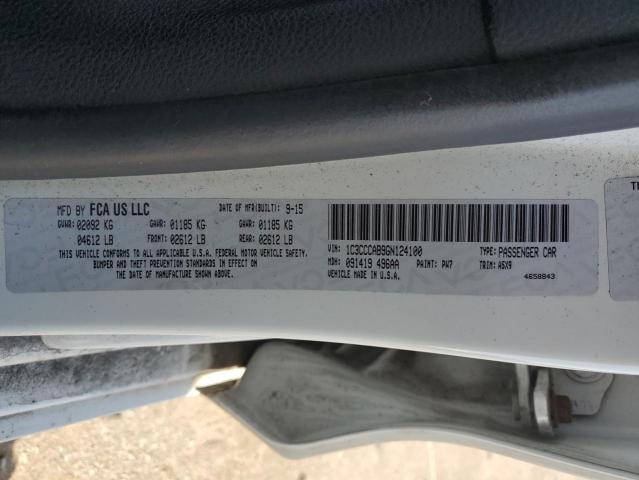 MFD BY FCA US LLC DATE OF MFR(BUILT): 9-15
GVWR: 02092 KG GAWR: 01185 KG GAWR: 01185 KG
04612 LB FRONT: 02612 LB REAR: 02612 LB
THIS VEHICLE CONFORMS TO ALL APPLICABLE U.S.A. FEDERAL MOTOR VEHICLE SAFETY,
BUMPER AND THEFT PREVENTION STANDARDS IN EFFECT ON
THE DATE OF MANUFACTURE SHOWN ABOVE.
VIN: 1C3CCCAB9GN124100 TYPE: PASSENGER CAR
MDH: 091419 496AA PAINT: PW7 TRIM: A5X9
MADE IN U.S.A. 4658943